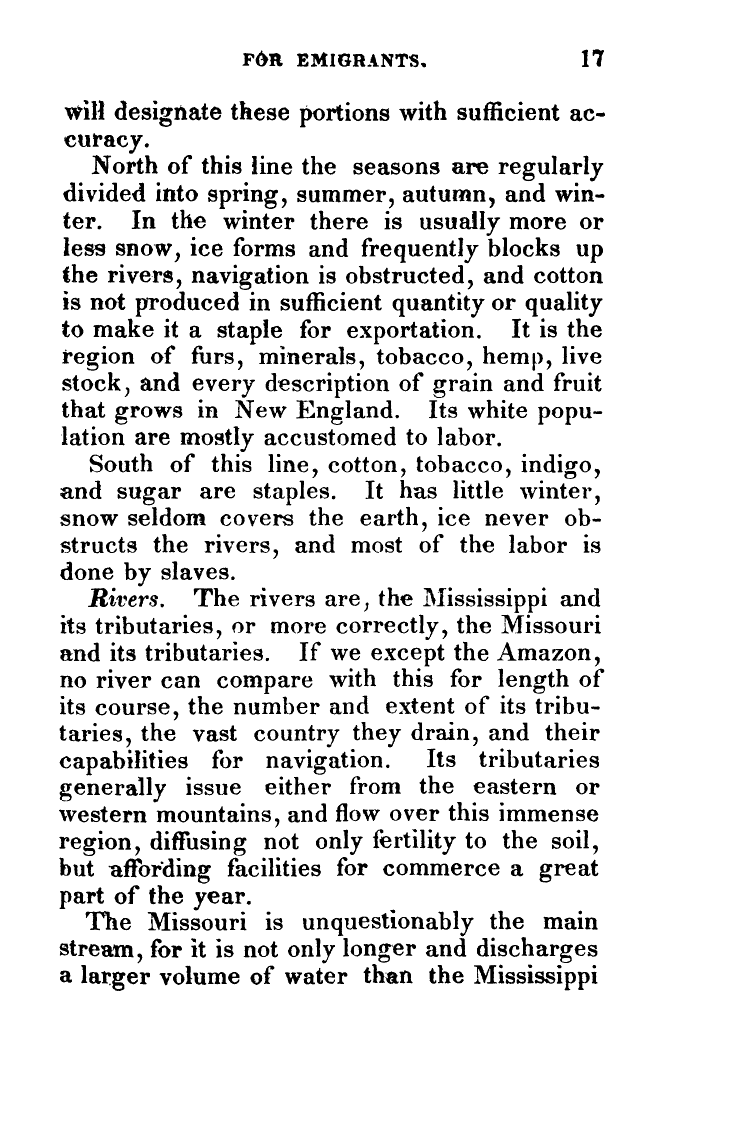 FOR EMIGRANTS. 17
will designate these portions with sufficient ac-
curacy.
North of this line the seasons are regularly
divided into spring, summer, autumn, and win-
ter. In the winter there is usually more or
less snow, ice forms and frequently blocks up
the rivers, navigation is obstructed, and cotton
is not produced in sufficient quantity or quality
to make it a staple for exportation. It is the
region of furs, minerals, tobacco, hemp, live
stock, and every description of grain and fruit
that grows in New England. Its white popu-
lation are mostly accustomed to labor.
South of this line, cotton, tobacco, indigo,
and sugar are staples. It has little winter,
snow seldom covers the earth, ice never ob-
structs the rivers, and most of the labor is
done by slaves.
Rivers. The rivers are, the Mississippi and
its tributaries, or more correctly, the Missouri
and its tributaries. If we except the Amazon,
no river can compare with this for length of
its course, the number and extent of its tribu-
taries, the vast country they drain, and their
capabilities for navigation. Its tributaries
generally issue either from the eastern or
western mountains, and flow over this immense
region, diffusing not only fertility to the soil,
but affording facilities for commerce a great
part of the year.
The Missouri is unquestionably the main
stream, for it is not only longer and discharges
a larger volume of water than the Mississippi